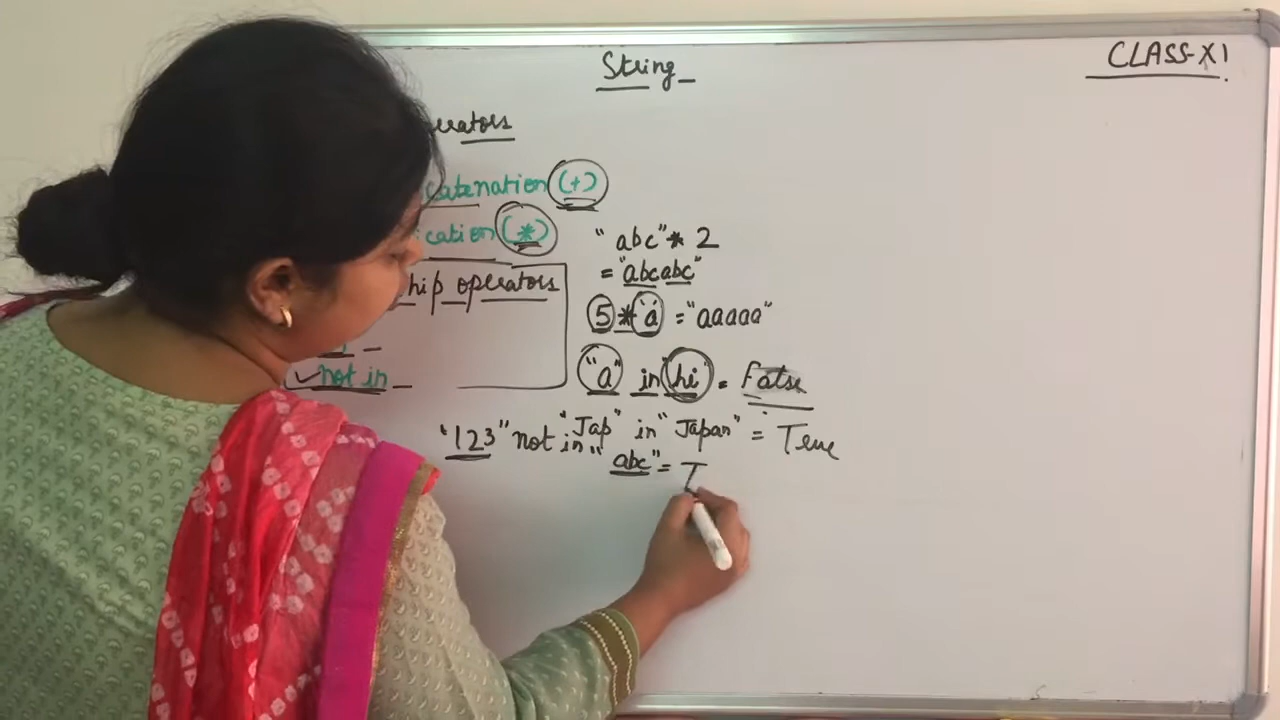 String
CLASS-XI
erators
catenation (+)
ication (*)
"abc" * 2
= "abcabc"
hip operators
5 * 'a' = "aaaaa"
not in
"a" in "hi" = False
"Jap" in "Japan" = True
'123" not in "abc" = T